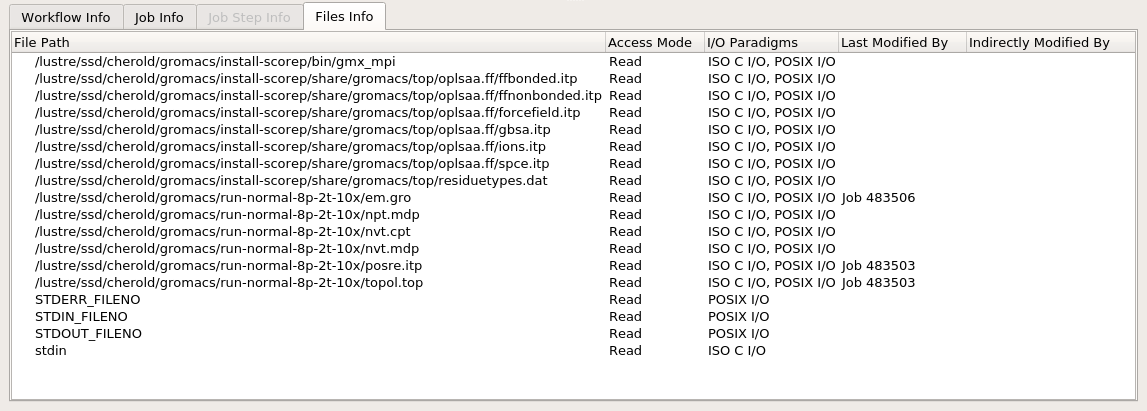 Workflow Info Job Info Job Step Info Files Info
File Path Access Mode I/O Paradigms Last Modified By Indirectly Modified By
/lustre/ssd/cherold/gromacs/install-scorep/bin/gmx_mpi Read ISO C I/O, POSIX I/O
/lustre/ssd/cherold/gromacs/install-scorep/share/gromacs/top/oplsaa.ff/ffbonded.itp Read ISO C I/O, POSIX I/O
/lustre/ssd/cherold/gromacs/install-scorep/share/gromacs/top/oplsaa.ff/ffnonbonded.itp Read ISO C I/O, POSIX I/O
/lustre/ssd/cherold/gromacs/install-scorep/share/gromacs/top/oplsaa.ff/forcefield.itp Read ISO C I/O, POSIX I/O
/lustre/ssd/cherold/gromacs/install-scorep/share/gromacs/top/oplsaa.ff/gbsa.itp Read ISO C I/O, POSIX I/O
/lustre/ssd/cherold/gromacs/install-scorep/share/gromacs/top/oplsaa.ff/ions.itp Read ISO C I/O, POSIX I/O
/lustre/ssd/cherold/gromacs/install-scorep/share/gromacs/top/oplsaa.ff/spce.itp Read ISO C I/O, POSIX I/O
/lustre/ssd/cherold/gromacs/install-scorep/share/gromacs/top/residuetypes.dat Read ISO C I/O, POSIX I/O
/lustre/ssd/cherold/gromacs/run-normal-8p-2t-10x/em.gro Read ISO C I/O, POSIX I/O Job 483506
/lustre/ssd/cherold/gromacs/run-normal-8p-2t-10x/npt.mdp Read ISO C I/O, POSIX I/O
/lustre/ssd/cherold/gromacs/run-normal-8p-2t-10x/nvt.cpt Read ISO C I/O, POSIX I/O
/lustre/ssd/cherold/gromacs/run-normal-8p-2t-10x/nvt.mdp Read ISO C I/O, POSIX I/O
/lustre/ssd/cherold/gromacs/run-normal-8p-2t-10x/posre.itp Read ISO C I/O, POSIX I/O Job 483503
/lustre/ssd/cherold/gromacs/run-normal-8p-2t-10x/topol.top Read ISO C I/O, POSIX I/O Job 483503
STDERR_FILENO Read POSIX I/O
STDIN_FILENO Read POSIX I/O
STDOUT_FILENO Read POSIX I/O
stdin Read ISO C I/O